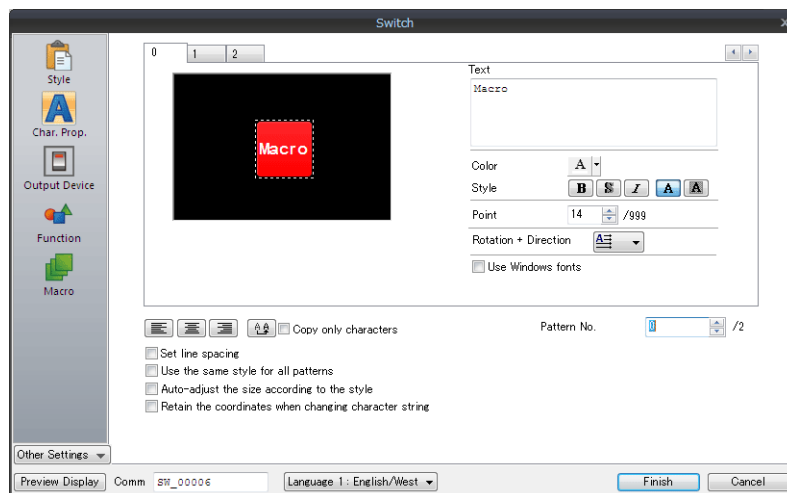 Switch
Style
Char. Prop.
Output Device
Function
Macro
Other Settings
0 1 2
Macro
Text
Macro
Color A
Style B S I A A
Point 14 /999
Rotation + Direction A
Use Windows fonts
Copy only characters
Pattern No. 0 /2
Set line spacing
Use the same style for all patterns
Auto-adjust the size according to the style
Retain the coordinates when changing character string
Preview Display Comm SW_00006 Language 1 : English/West Finish Cancel